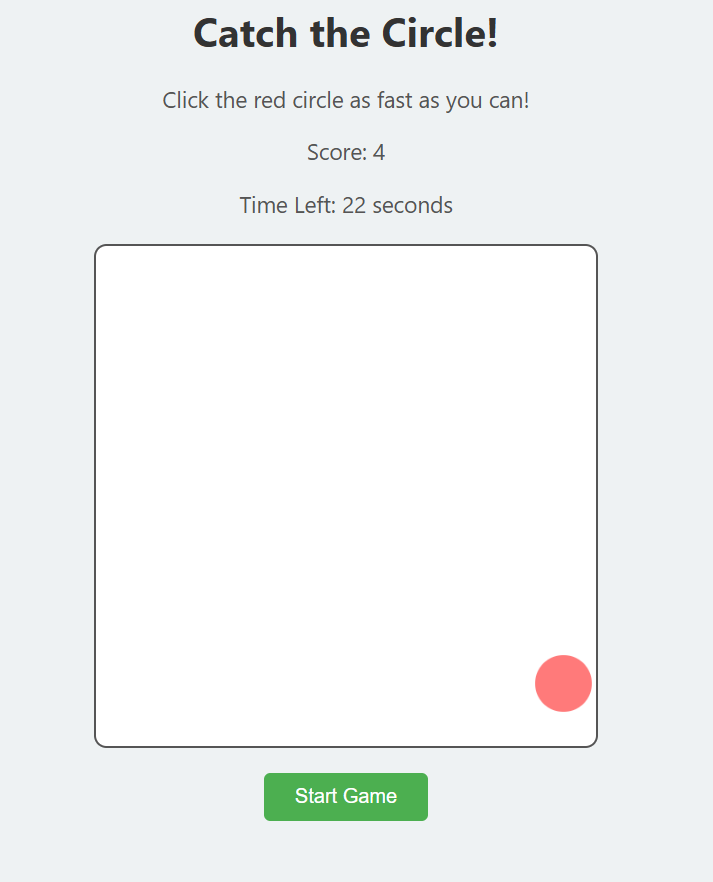 Catch the Circle!
Click the red circle as fast as you can!
Score: 4
Time Left: 22 seconds
Start Game